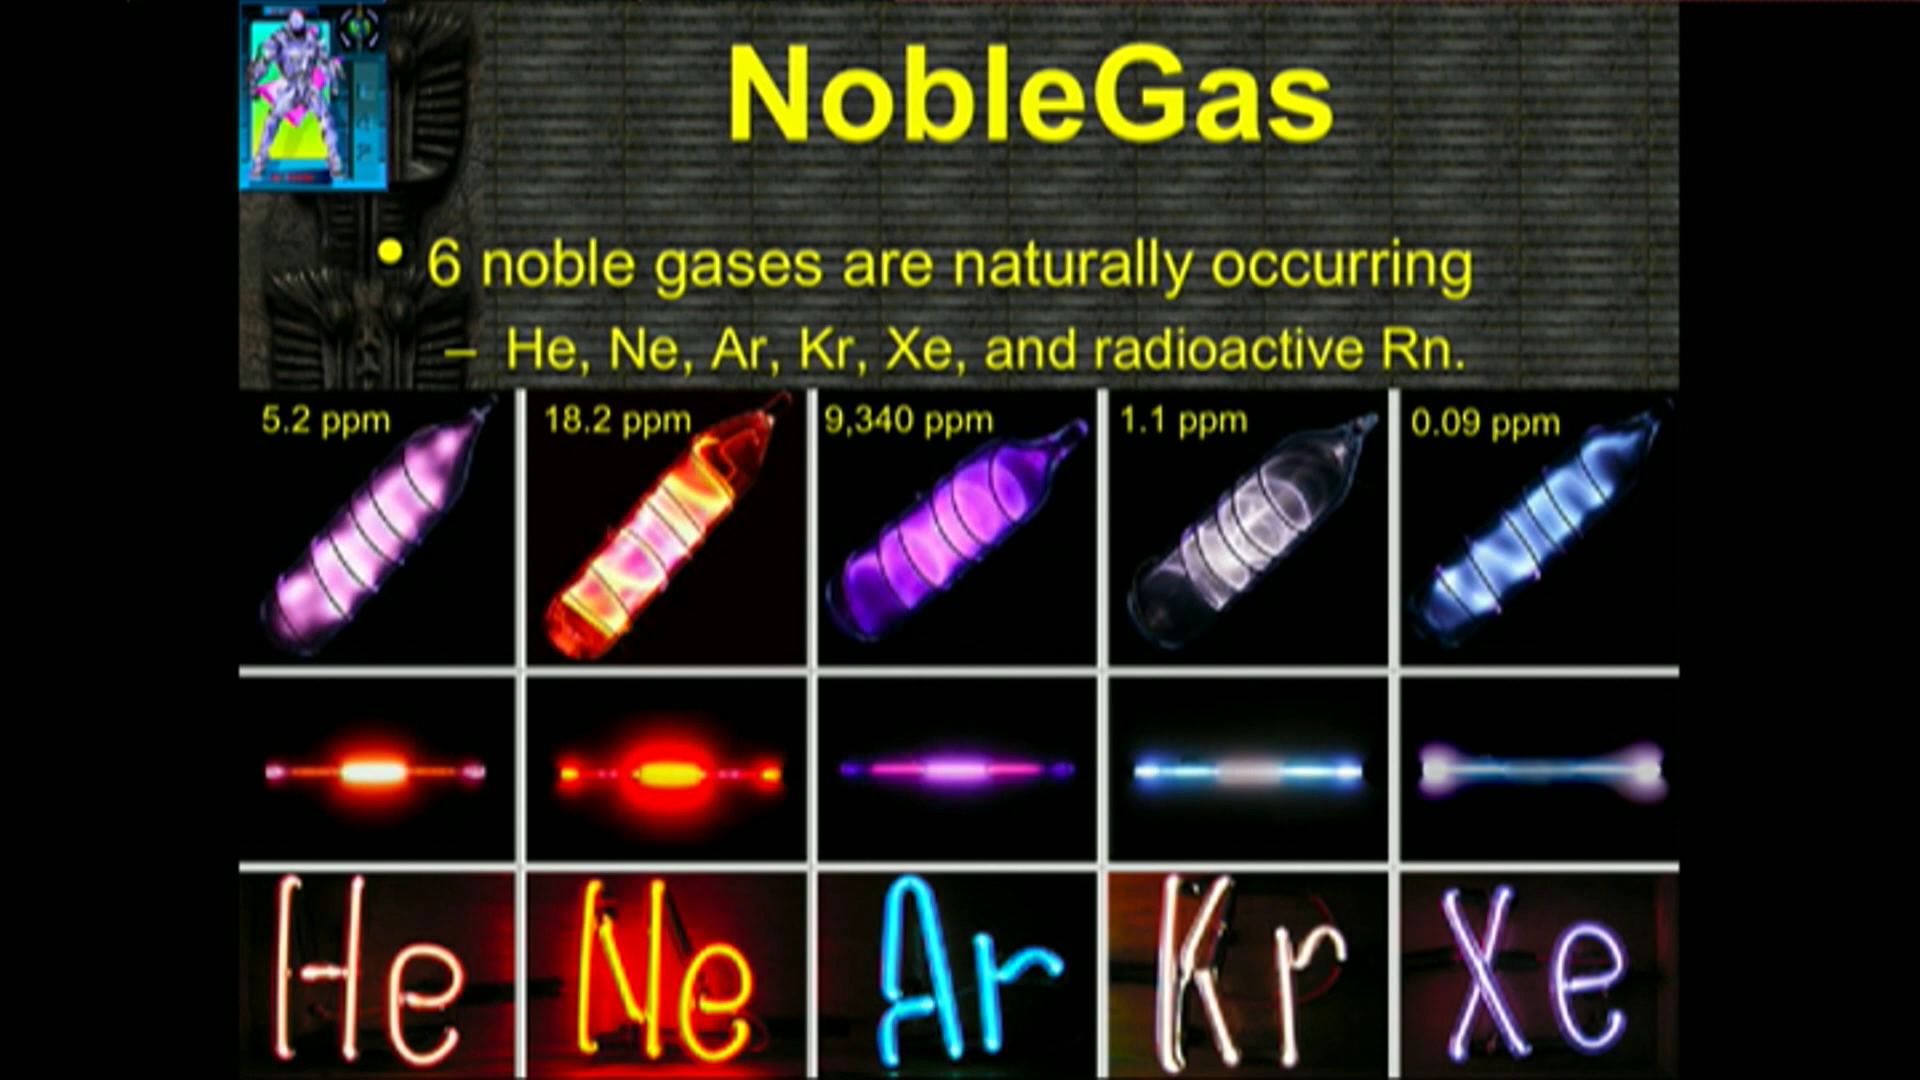 NobleGas
• 6 noble gases are naturally occurring
– He, Ne, Ar, Kr, Xe, and radioactive Rn.
5.2 ppm 18.2 ppm 9,340 ppm 1.1 ppm 0.09 ppm
He Ne Ar Kr Xe